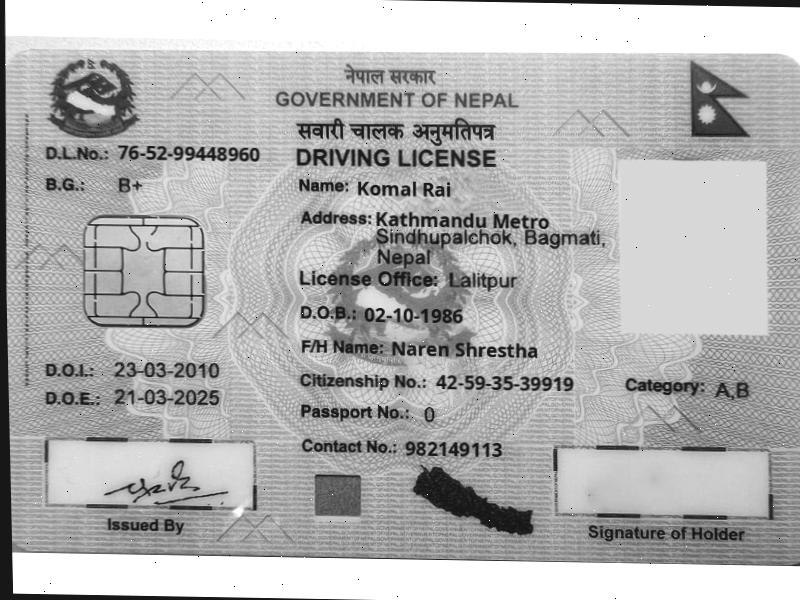 नेपाल सरकार
GOVERNMENT OF NEPAL
सवारी चालक अनुमतिपत्र
DRIVING LICENSE
D.L.No.: 76-52-99448960
B.G.: B+
Name: Komal Rai
Address: Kathmandu Metro
Sindhupalchok, Bagmati,
Nepal
License Office: Lalitpur
D.O.B.: 02-10-1986
F/H Name: Naren Shrestha
D.O.I.: 23-03-2010
Citizenship No.: 42-59-35-39919
Category: A,B
D.O.E.: 21-03-2025
Passport No.: 0
Contact No.: 982149113
Issued By
Signature of Holder